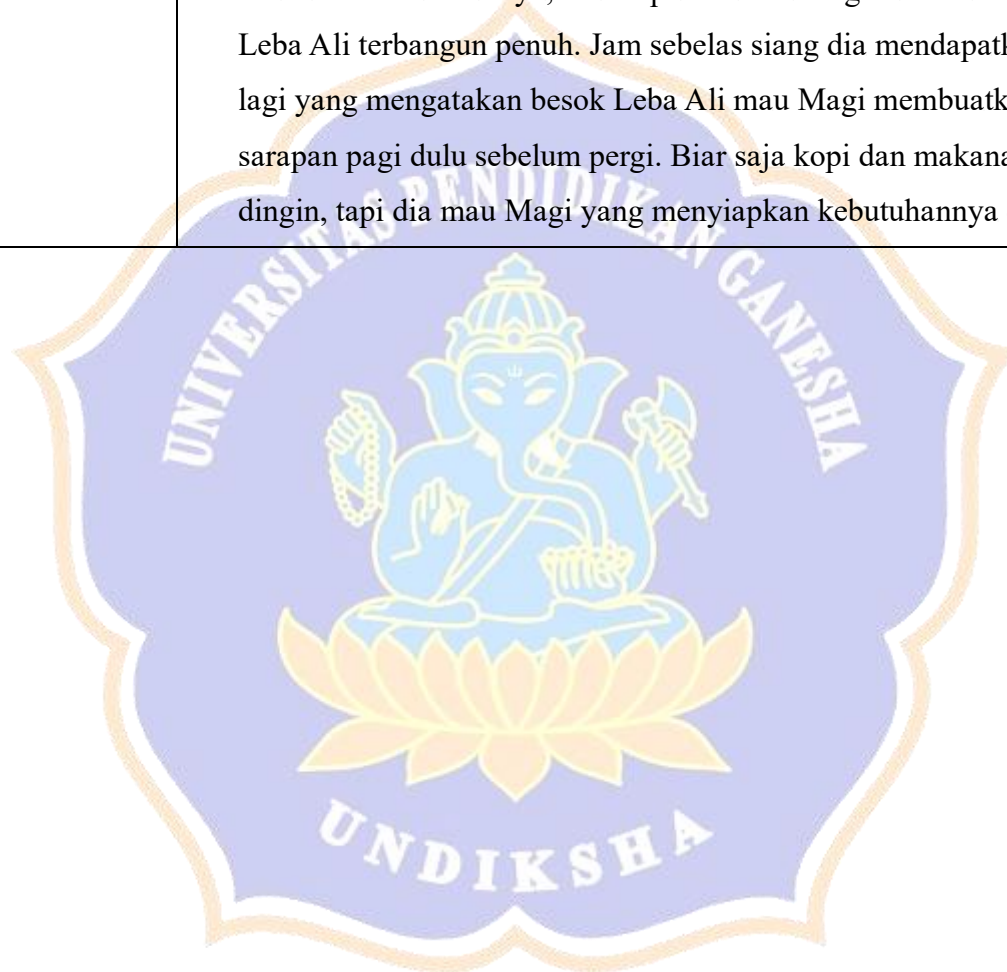 Leba Ali terbangun penuh. Jam sebelas siang dia
lagi yang mengatakan besok Leba Ali mau Magi
sarapan pagi dulu sebelum pergi. Biar saja kopi dan
dingin, tapi dia mau Magi yang menyiapkan kebutuhannya
UNIVERSITAS PENDIDIKAN GANESHA
UNDIKSHA